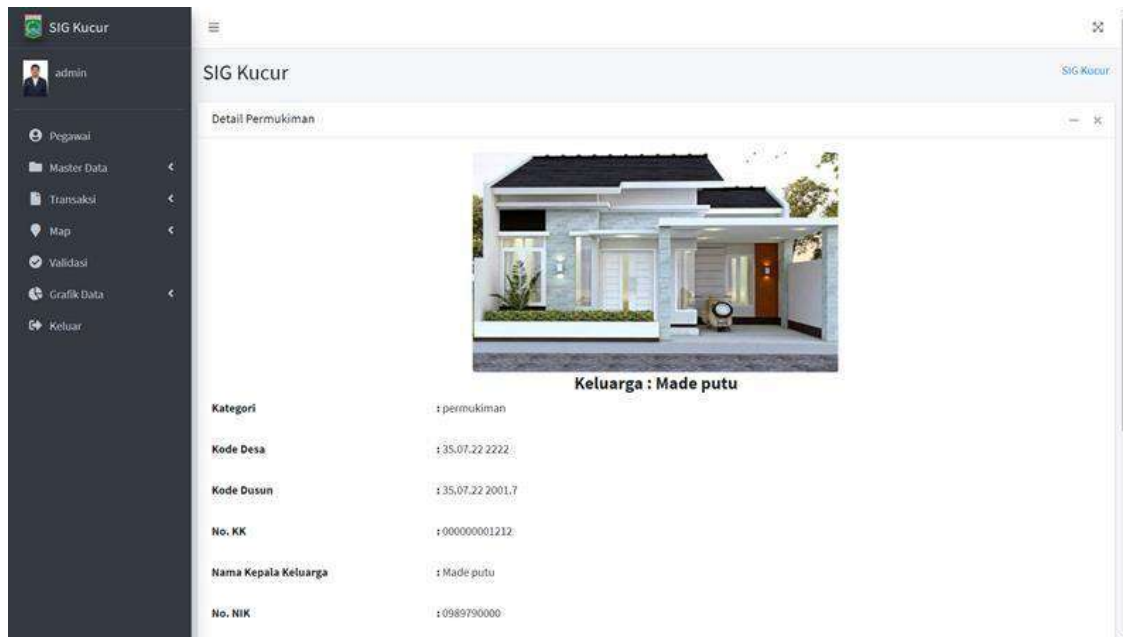 SIG Kucur
admin
Pegawai
Master Data
Transaksi
Map
Validasi
Grafik Data
Keluar
SIG Kucur
SIG Kucur
Detail Permukiman
Keluarga : Made putu
Kategori : permukiman
Kode Desa : 35.07.22 2222
Kode Dusun : 35.07.22 2001.7
No. KK : 000000001212
Nama Kepala Keluarga : Made putu
No. NIK : 0989790000